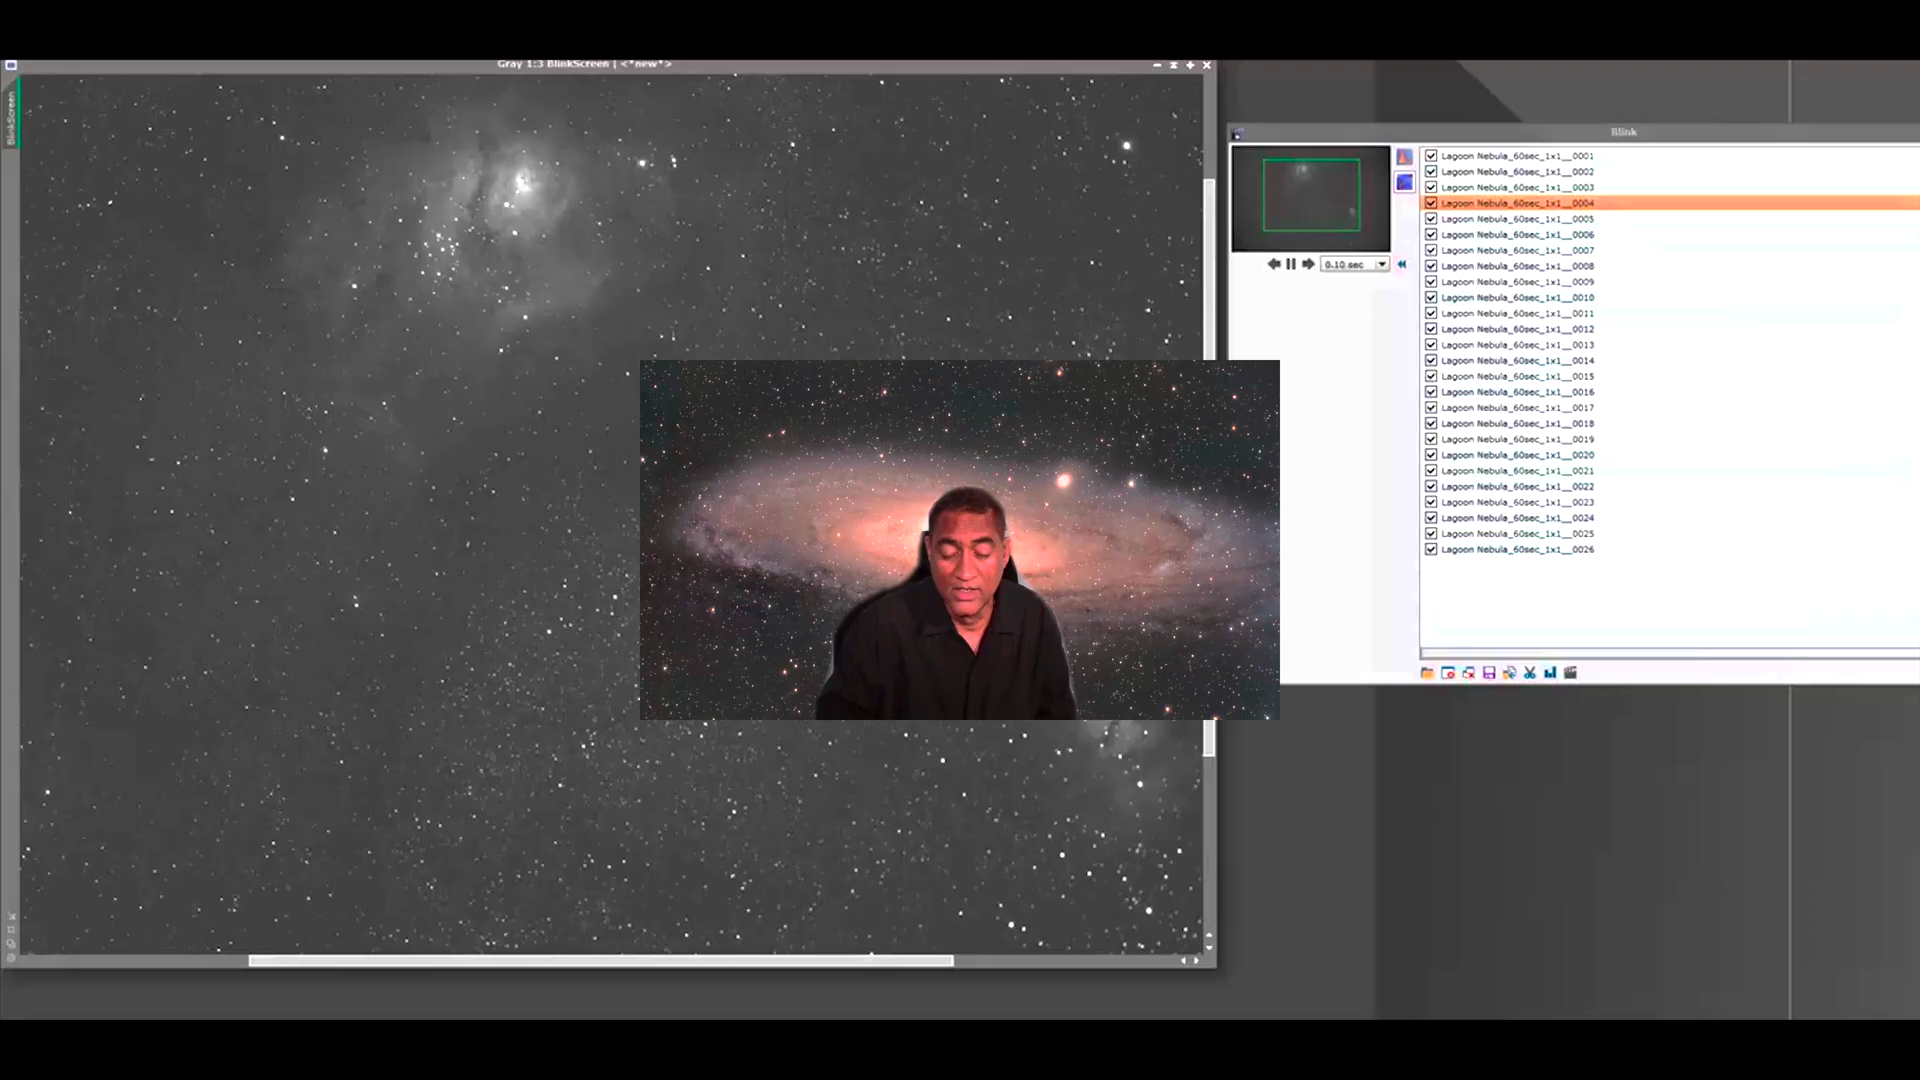 Gray 1:3 BlinkScreen | <*new*>
BlinkScreen
Blink
Lagoon Nebula_60sec_1x1__0001
Lagoon Nebula_60sec_1x1__0002
Lagoon Nebula_60sec_1x1__0003
Lagoon Nebula_60sec_1x1__0004
Lagoon Nebula_60sec_1x1__0005
Lagoon Nebula_60sec_1x1__0006
Lagoon Nebula_60sec_1x1__0007
Lagoon Nebula_60sec_1x1__0008
Lagoon Nebula_60sec_1x1__0009
Lagoon Nebula_60sec_1x1__0010
Lagoon Nebula_60sec_1x1__0011
Lagoon Nebula_60sec_1x1__0012
Lagoon Nebula_60sec_1x1__0013
Lagoon Nebula_60sec_1x1__0014
Lagoon Nebula_60sec_1x1__0015
Lagoon Nebula_60sec_1x1__0016
Lagoon Nebula_60sec_1x1__0017
Lagoon Nebula_60sec_1x1__0018
Lagoon Nebula_60sec_1x1__0019
Lagoon Nebula_60sec_1x1__0020
Lagoon Nebula_60sec_1x1__0021
Lagoon Nebula_60sec_1x1__0022
Lagoon Nebula_60sec_1x1__0023
Lagoon Nebula_60sec_1x1__0024
Lagoon Nebula_60sec_1x1__0025
Lagoon Nebula_60sec_1x1__0026
0.10 sec